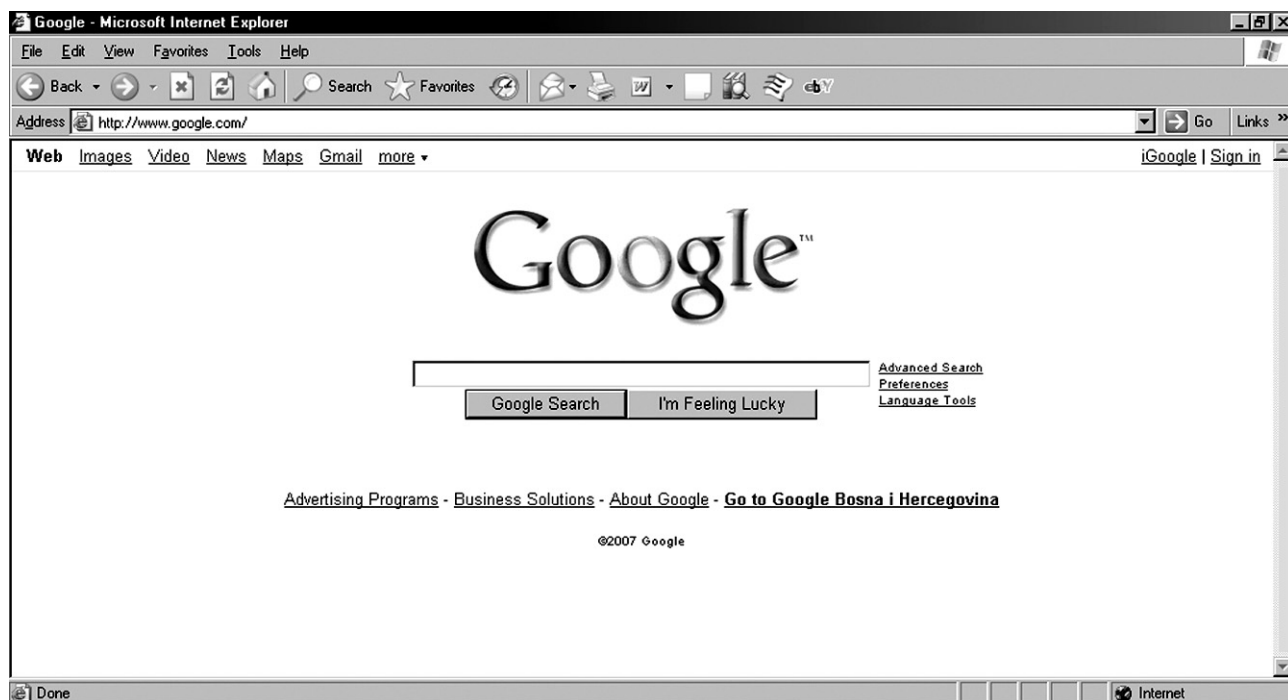 Google - Microsoft Internet Explorer
File Edit View Favorites Tools Help
Back Search Favorites W ebY
Address http://www.google.com/ Go Links »
Web Images Video News Maps Gmail more iGoogle | Sign in
Google™
Advanced Search
Preferences
Language Tools
Google Search I'm Feeling Lucky
Advertising Programs - Business Solutions - About Google - Go to Google Bosna i Hercegovina
©2007 Google
Done Internet